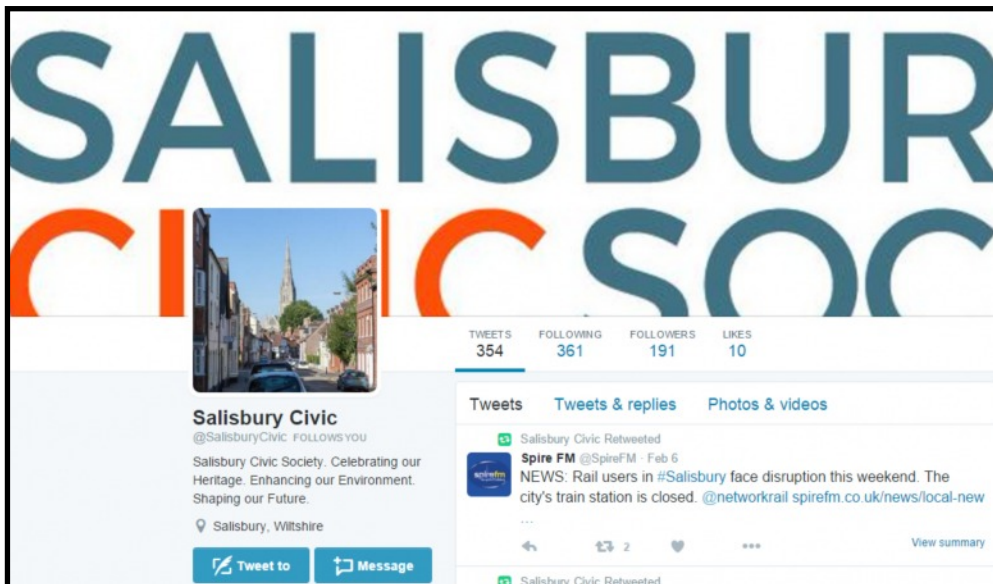 SALISBUR
CIVIC SOC
TWEETS FOLLOWING FOLLOWERS LIKES
354 361 191 10
Salisbury Civic
@SalisburyCivic FOLLOWS YOU
Salisbury Civic Society. Celebrating our
Heritage. Enhancing our Environment.
Shaping our Future.
Salisbury, Wiltshire
Tweet to Message
Tweets Tweets & replies Photos & videos
Salisbury Civic Retweeted
spirefm
Spire FM @SpireFM · Feb 6
NEWS: Rail users in #Salisbury face disruption this weekend. The
city's train station is closed. @networkrail spirefm.co.uk/news/local-new
...
2
View summary
Salisbury Civic Retweeted